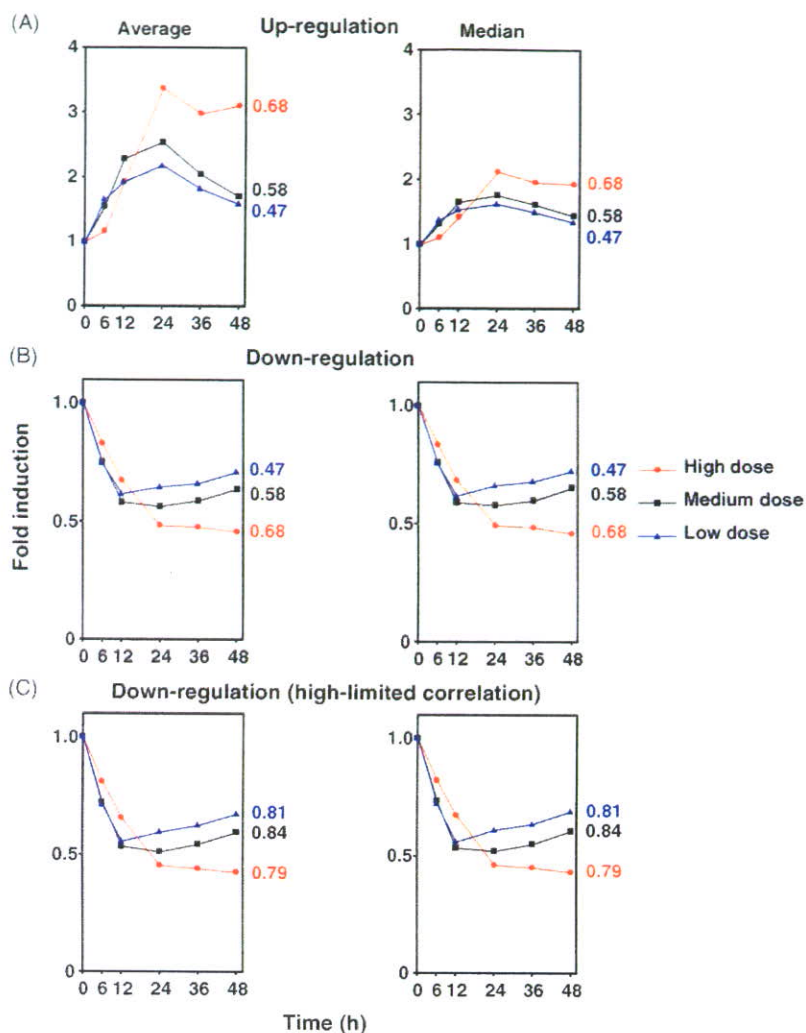 (A)
Up-regulation
Average
Median
4
3
2
1
0
0 6 12 24 36 48
0.68
0.58
0.47
4
3
2
1
0
0 6 12 24 36 48
0.68
0.58
0.47
(B)
Down-regulation
Fold induction
1.0
0.5
0
0 6 12 24 36 48
0.47
0.58
0.68
1.0
0.5
0
0 6 12 24 36 48
0.47
0.58
0.68
High dose
Medium dose
Low dose
(C)
Down-regulation (high-limited correlation)
1.0
0.5
0
0 6 12 24 36 48
0.81
0.84
0.79
1.0
0.5
0
0 6 12 24 36 48
0.81
0.84
0.79
Time (h)